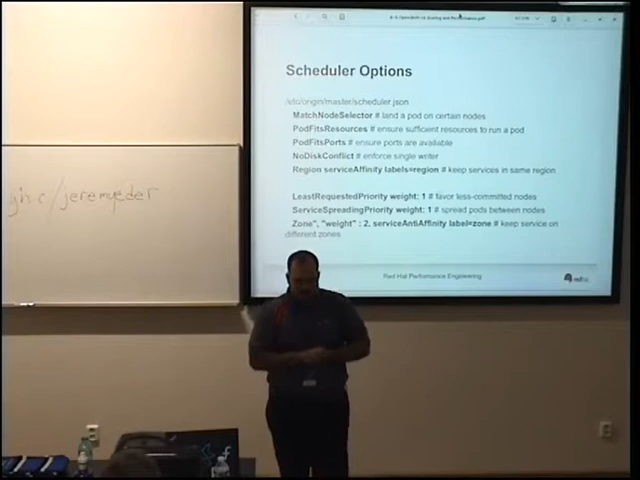 Scheduler Options
/etc/origin/master/scheduler.json
MatchNodeSelector # land a pod on certain nodes
PodFitsResources # ensure sufficient resources to run a pod
PodFitsPorts # ensure ports are available
NoDiskConflict # enforce single writer
Region serviceAffinity labels=region # keep services in same region
LeastRequestedPriority weight: 1 # favor less-committed nodes
ServiceSpreadingPriority weight: 1 # spread pods between nodes
Zone", "weight" : 2, serviceAntiAffinity label=zone # keep service on
different zones
Red Hat Performance Engineering
/jeremyeder